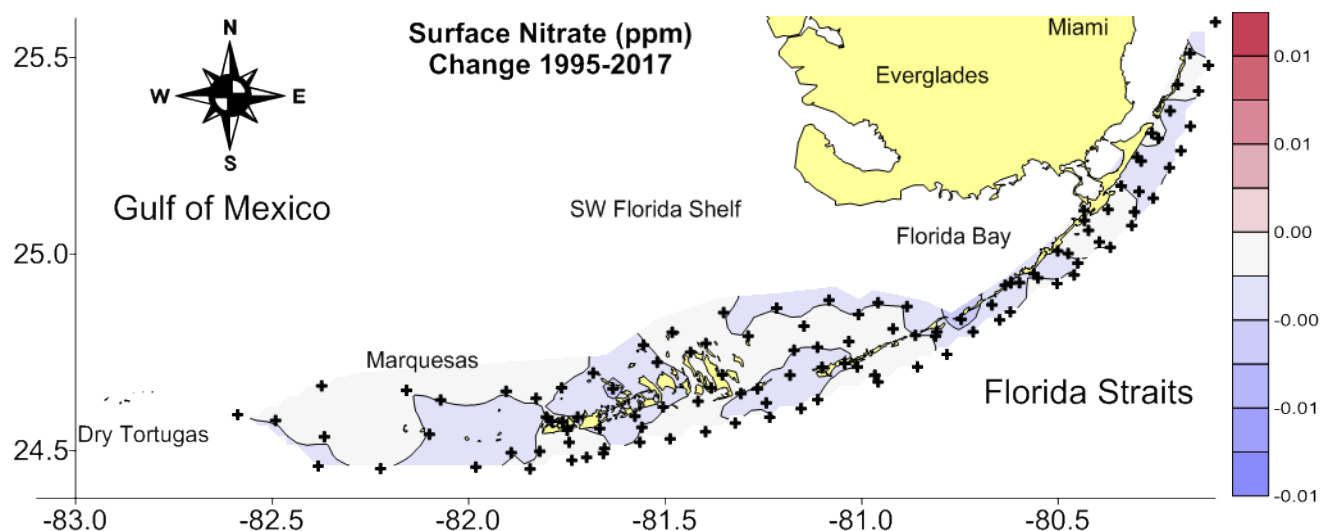 Surface Nitrate (ppm)
Change 1995-2017
N
W E
S
Miami
Everglades
Gulf of Mexico
SW Florida Shelf
Florida Bay
Marquesas
Florida Straits
Dry Tortugas
25.5
25.0
24.5
-83.0 -82.5 -82.0 -81.5 -81.0 -80.5
0.01
0.01
0.00
-0.00
-0.01
-0.01